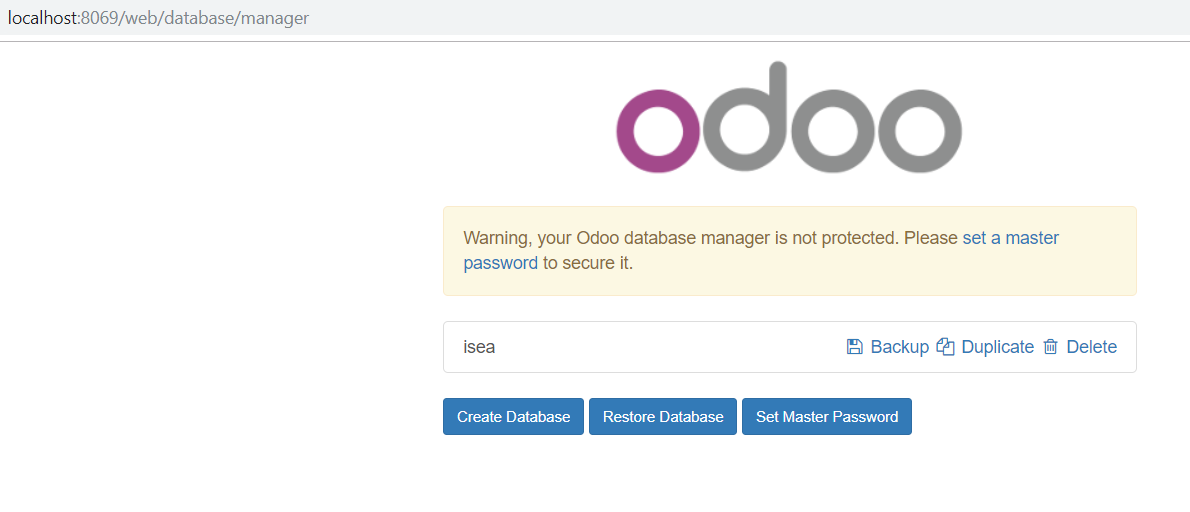 localhost:8069/web/database/manager
odoo
Warning, your Odoo database manager is not protected. Please set a master
password to secure it.
isea Backup Duplicate Delete
Create Database Restore Database Set Master Password